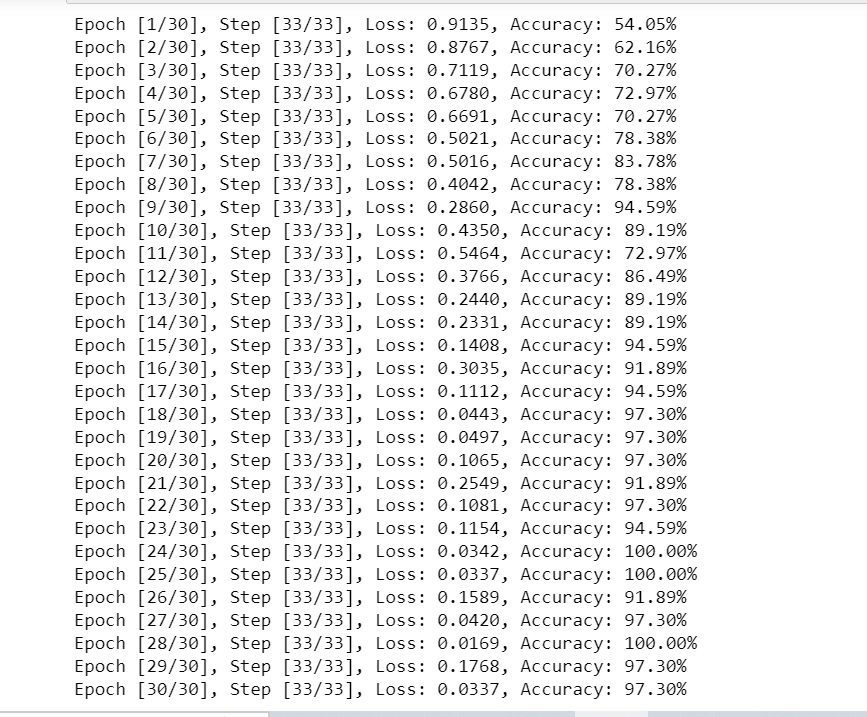 Epoch [1/30], Step [33/33], Loss: 0.9135, Accuracy: 54.05%
Epoch [2/30], Step [33/33], Loss: 0.8767, Accuracy: 62.16%
Epoch [3/30], Step [33/33], Loss: 0.7119, Accuracy: 70.27%
Epoch [4/30], Step [33/33], Loss: 0.6780, Accuracy: 72.97%
Epoch [5/30], Step [33/33], Loss: 0.6691, Accuracy: 70.27%
Epoch [6/30], Step [33/33], Loss: 0.5021, Accuracy: 78.38%
Epoch [7/30], Step [33/33], Loss: 0.5016, Accuracy: 83.78%
Epoch [8/30], Step [33/33], Loss: 0.4042, Accuracy: 78.38%
Epoch [9/30], Step [33/33], Loss: 0.2860, Accuracy: 94.59%
Epoch [10/30], Step [33/33], Loss: 0.4350, Accuracy: 89.19%
Epoch [11/30], Step [33/33], Loss: 0.5464, Accuracy: 72.97%
Epoch [12/30], Step [33/33], Loss: 0.3766, Accuracy: 86.49%
Epoch [13/30], Step [33/33], Loss: 0.2440, Accuracy: 89.19%
Epoch [14/30], Step [33/33], Loss: 0.2331, Accuracy: 89.19%
Epoch [15/30], Step [33/33], Loss: 0.1408, Accuracy: 94.59%
Epoch [16/30], Step [33/33], Loss: 0.3035, Accuracy: 91.89%
Epoch [17/30], Step [33/33], Loss: 0.1112, Accuracy: 94.59%
Epoch [18/30], Step [33/33], Loss: 0.0443, Accuracy: 97.30%
Epoch [19/30], Step [33/33], Loss: 0.0497, Accuracy: 97.30%
Epoch [20/30], Step [33/33], Loss: 0.1065, Accuracy: 97.30%
Epoch [21/30], Step [33/33], Loss: 0.2549, Accuracy: 91.89%
Epoch [22/30], Step [33/33], Loss: 0.1081, Accuracy: 97.30%
Epoch [23/30], Step [33/33], Loss: 0.1154, Accuracy: 94.59%
Epoch [24/30], Step [33/33], Loss: 0.0342, Accuracy: 100.00%
Epoch [25/30], Step [33/33], Loss: 0.0337, Accuracy: 100.00%
Epoch [26/30], Step [33/33], Loss: 0.1589, Accuracy: 91.89%
Epoch [27/30], Step [33/33], Loss: 0.0420, Accuracy: 97.30%
Epoch [28/30], Step [33/33], Loss: 0.0169, Accuracy: 100.00%
Epoch [29/30], Step [33/33], Loss: 0.1768, Accuracy: 97.30%
Epoch [30/30], Step [33/33], Loss: 0.0337, Accuracy: 97.30%